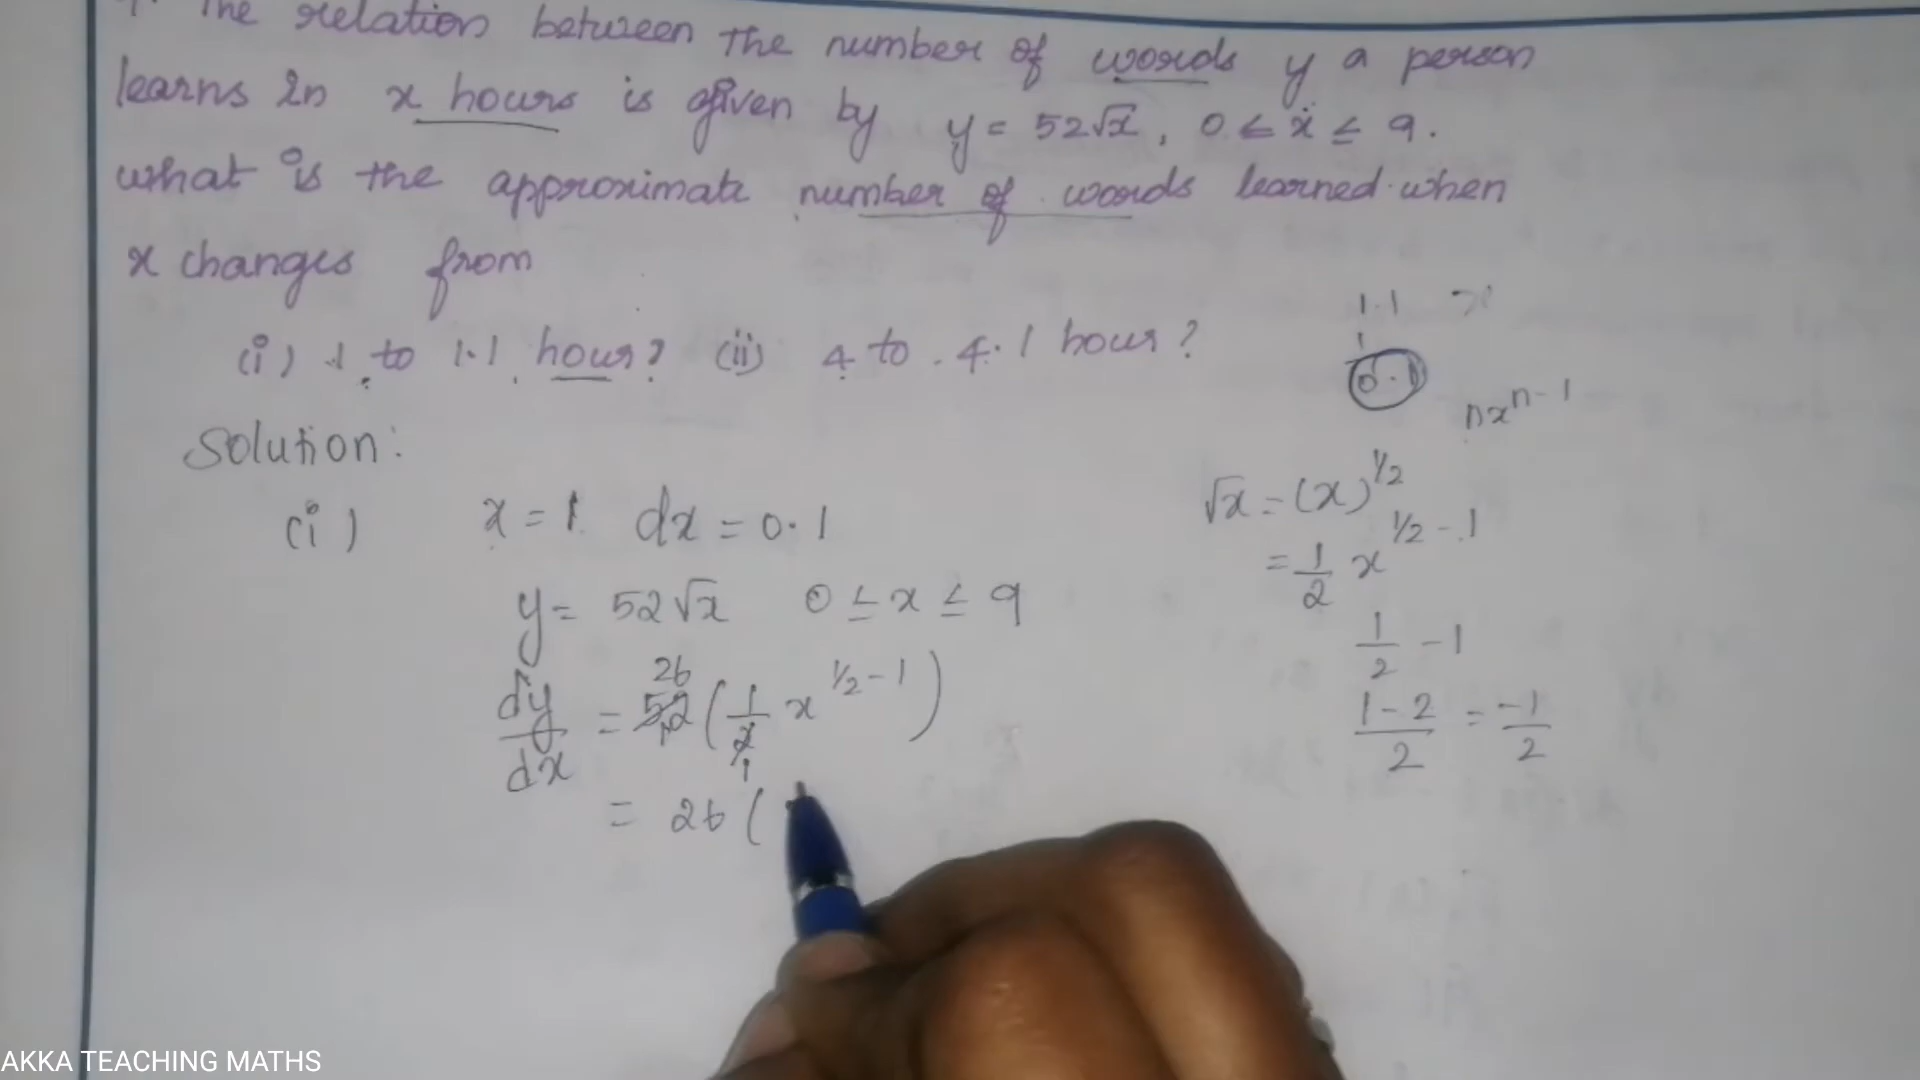 The relation between the number of words y a person
learns in x hours is given by y = 52√x, 0 ≤ x ≤ 9.
what is the approximate number of words learned when
x changes from
(i) 1 to 1.1 hour? (ii) 4 to 4.1 hour?
Solution:
(i) x = 1 dx = 0.1
y = 52√x 0 ≤ x ≤ 9
26
dy/dx = 52 (1/2 x^{1/2 - 1})
1 1
= 26 (
1.1
1
0.1
nx^{n-1}
√x = (x)^{1/2}
= 1/2 x^{1/2 - 1}
1/2 - 1
1-2/2 = -1/2
AKKA TEACHING MATHS